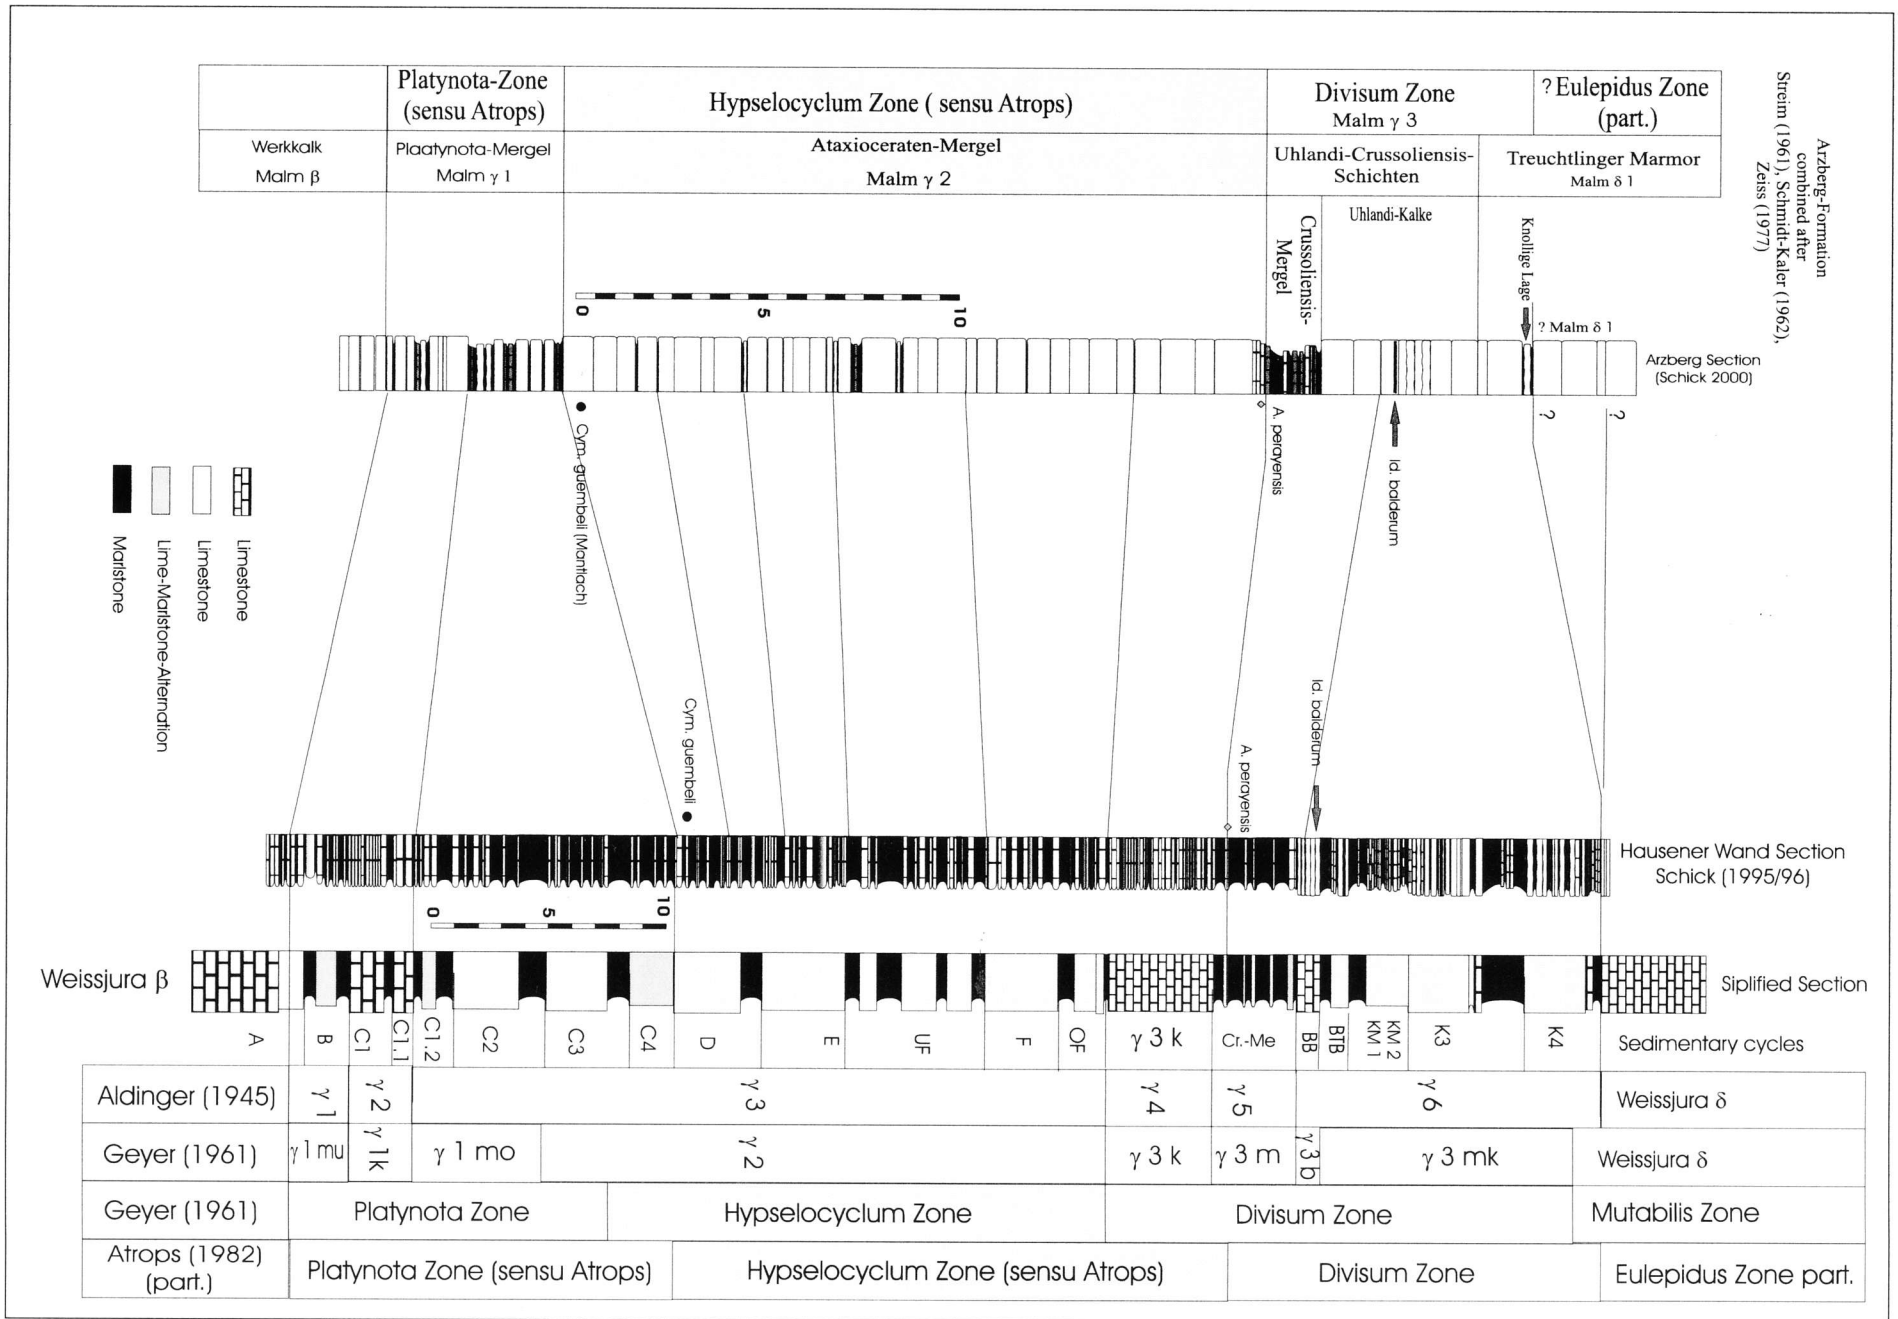 Platynota-Zone
(sensu Atrops)
Hypselocyclum Zone ( sensu Atrops)
Divisum Zone
Malm γ 3
? Eulepidus Zone
(part.)
Werkkalk
Malm β
Plaatynota-Mergel
Malm γ 1
Ataxioceraten-Mergel
Malm γ 2
Uhlandi-Crussoliensis-
Schichten
Treuchtlinger Marmor
Malm δ 1
Arzberg-Formation
combined after
Streim (1961), Schmidt-Kaler (1962),
Zeiss (1977)
Crussoliensis-
Mergel
Uhlandi-Kalke
Knollige Lage
? Malm δ 1
0
5
10
Arzberg Section
(Schick 2000)
Cym. guembeli (Mantlach)
A. perayensis
Id. balderum
?
?
Limestone
Limestone
Lime-Marlstone-Alternation
Marlstone
Cym. guembeli
A. perayensis
Id. balderum
Hausener Wand Section
Schick (1995/96)
0
5
10
Weissjura β
Siplified Section
A
B
C1
C1.1
C1.2
C2
C3
C4
D
E
UF
F
OF
γ 3 k
Cr.-Me
BB
BTB
KM 1
KM 2
K3
K4
Sedimentary cycles
Aldinger (1945)
γ 1
γ 2
γ 3
γ 4
γ 5
γ 6
Weissjura δ
Geyer (1961)
γ 1 mu
γ 1k
γ 1 mo
γ 2
γ 3 k
γ 3 m
γ 3 b
γ 3 mk
Weissjura δ
Geyer (1961)
Platynota Zone
Hypselocyclum Zone
Divisum Zone
Mutabilis Zone
Atrops (1982)
(part.)
Platynota Zone (sensu Atrops)
Hypselocyclum Zone (sensu Atrops)
Divisum Zone
Eulepidus Zone part.